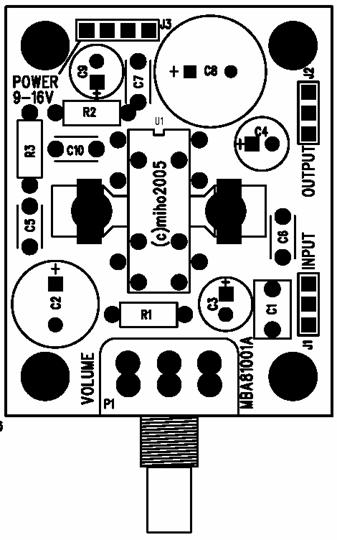 J3
POWER
9-16V
C9
+
C7
+
C8
J2
R2
U1
+
C4
R3
C10
OUTPUT
(c)miho2005
C5
C6
INPUT
+
C2
+
C3
C1
R1
J1
VOLUME
P1
MBA81001A